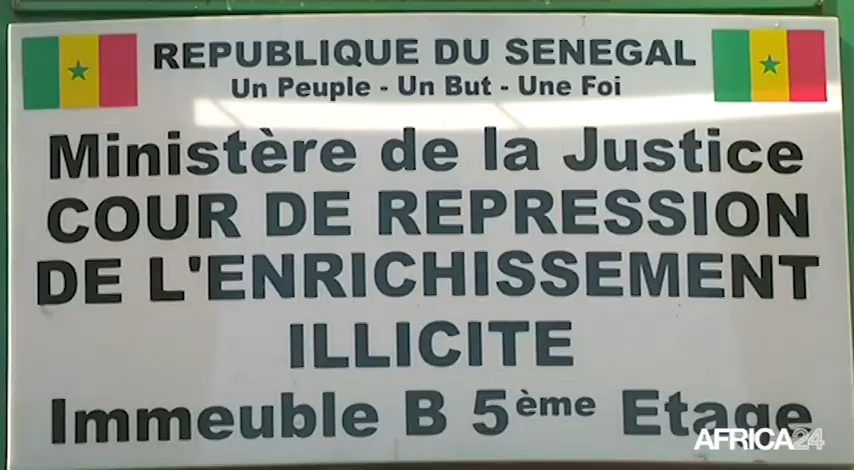 REPUBLIQUE DU SENEGAL
Un Peuple - Un But - Une Foi
Ministère de la Justice
COUR DE REPRESSION
DE L'ENRICHISSEMENT
ILLICITE
Immeuble B 5ème Etage
AFRICA24